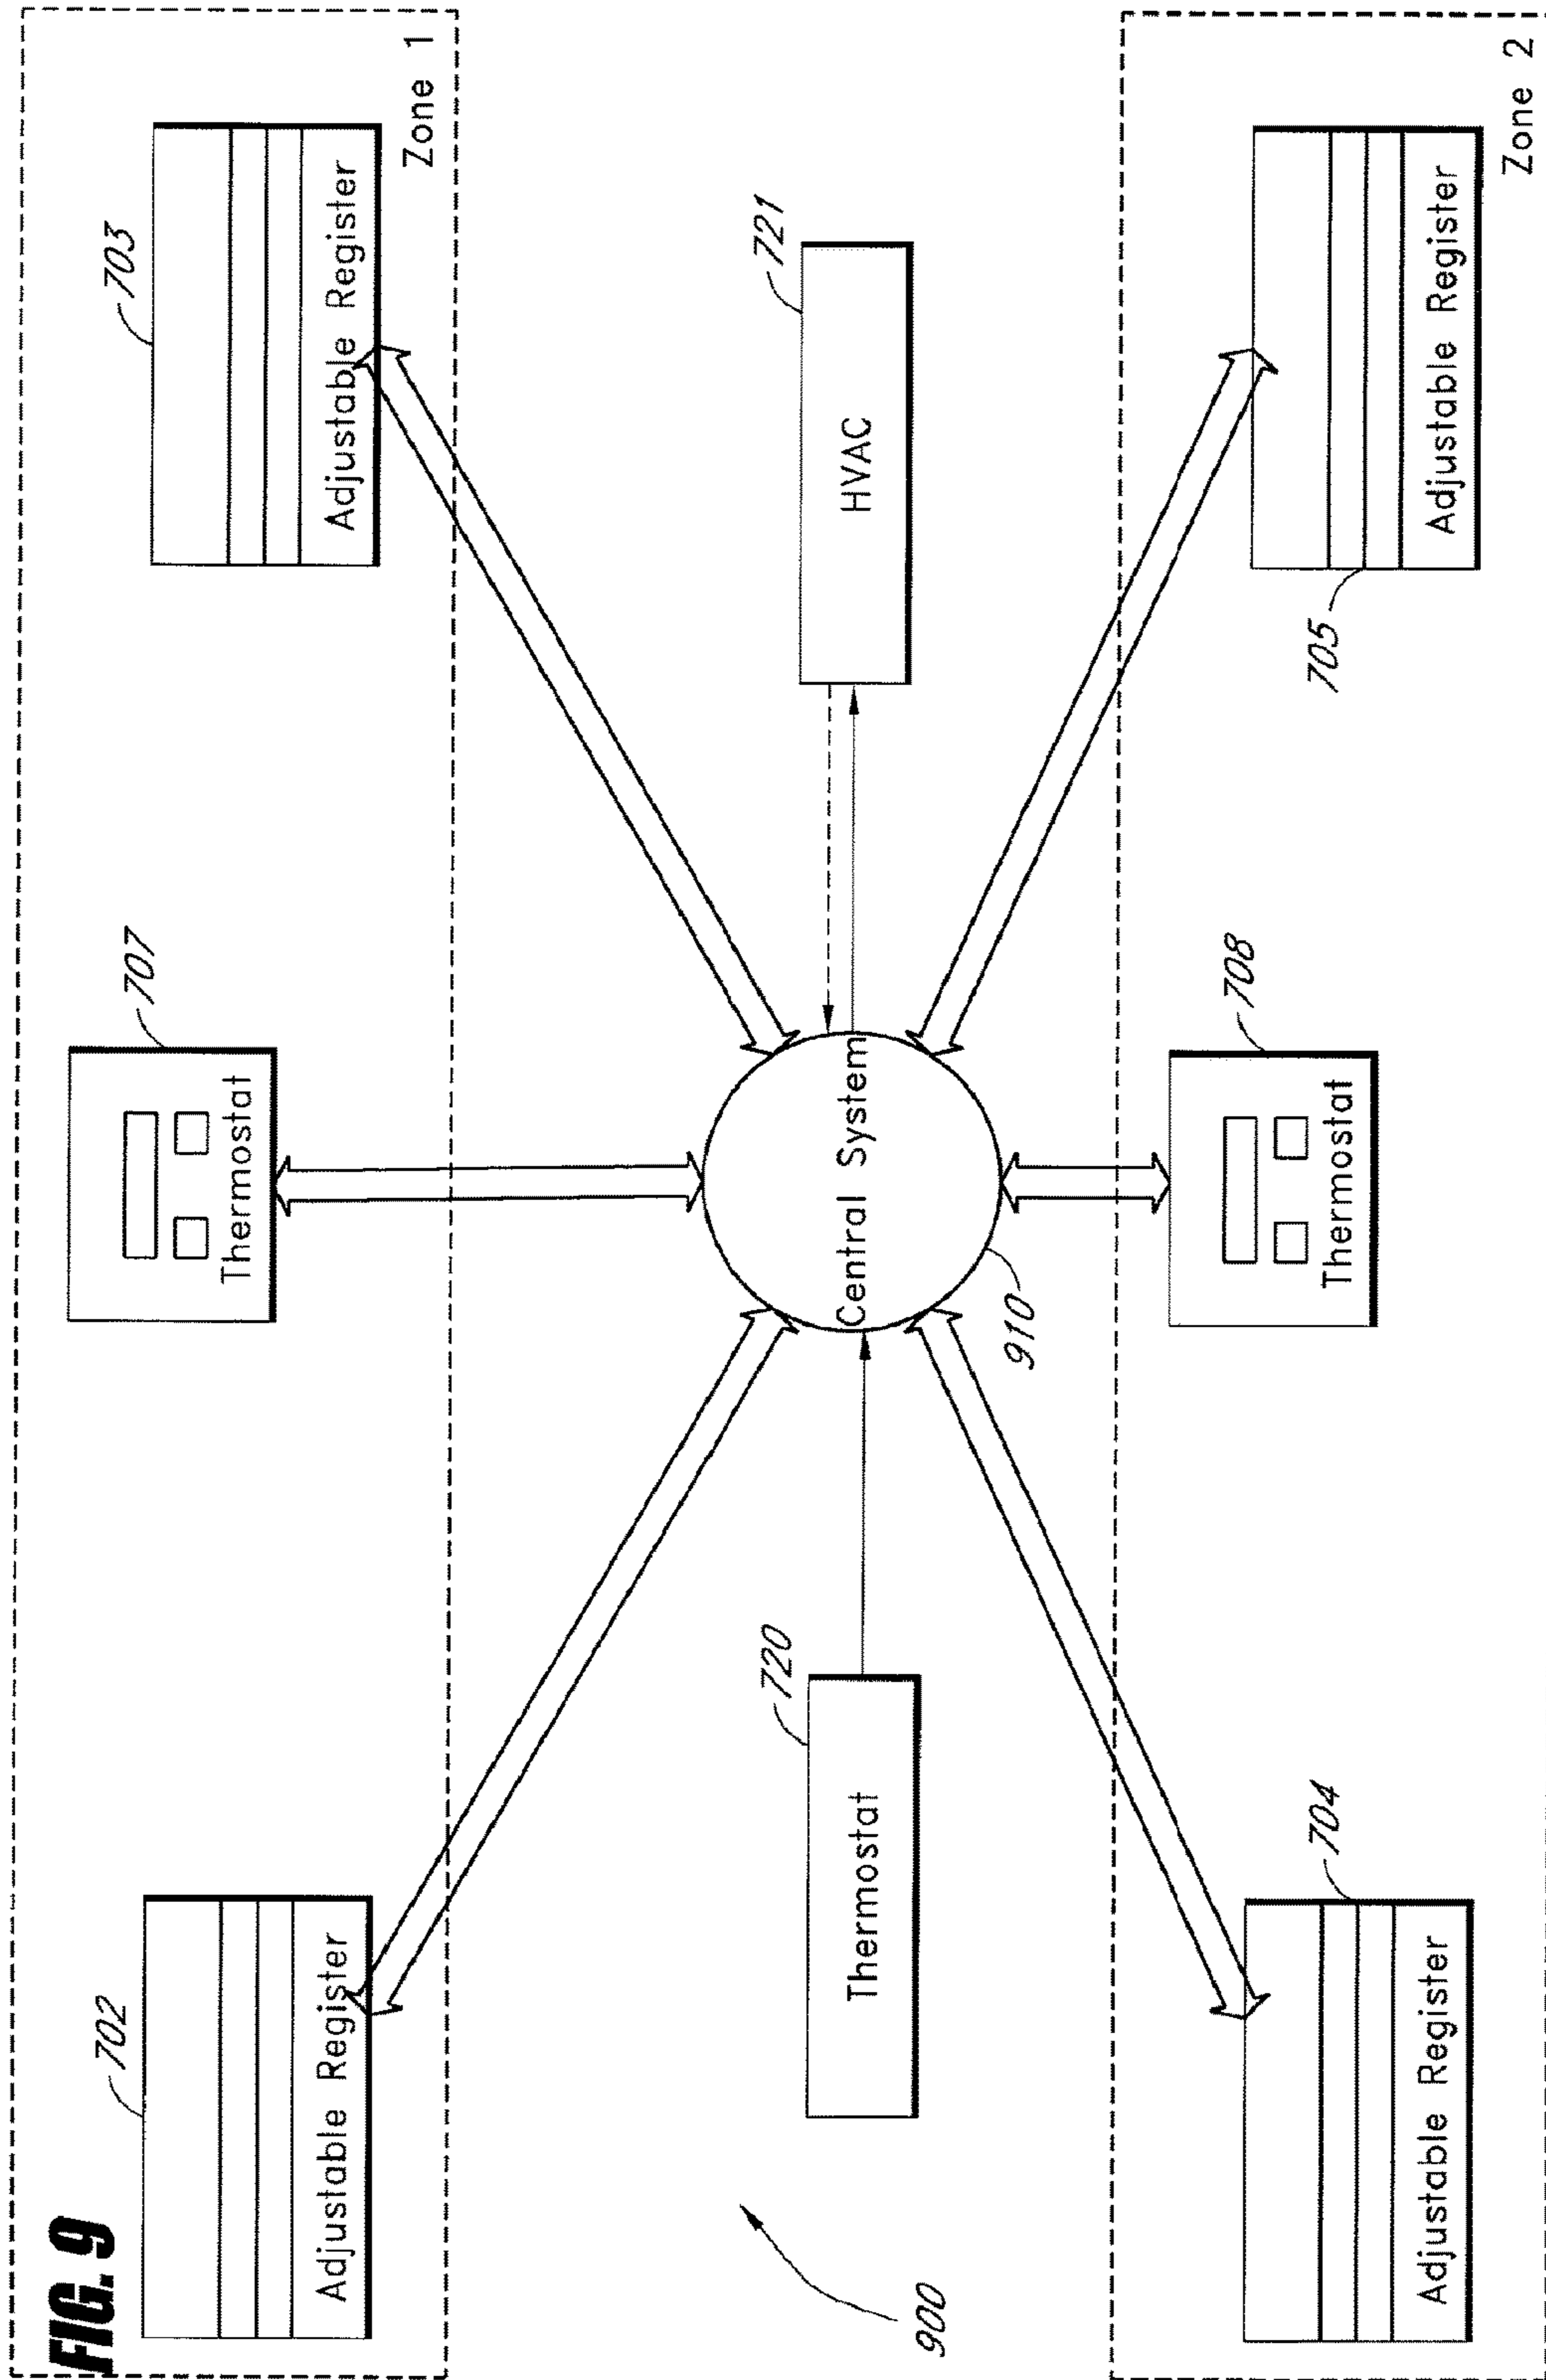 FIG. 9
702
Adjustable Register
707
Thermostat
703
Adjustable Register
Zone 1
900
720
Thermostat
Central System
910
721
HVAC
704
Adjustable Register
708
Thermostat
705
Adjustable Register
Zone 2